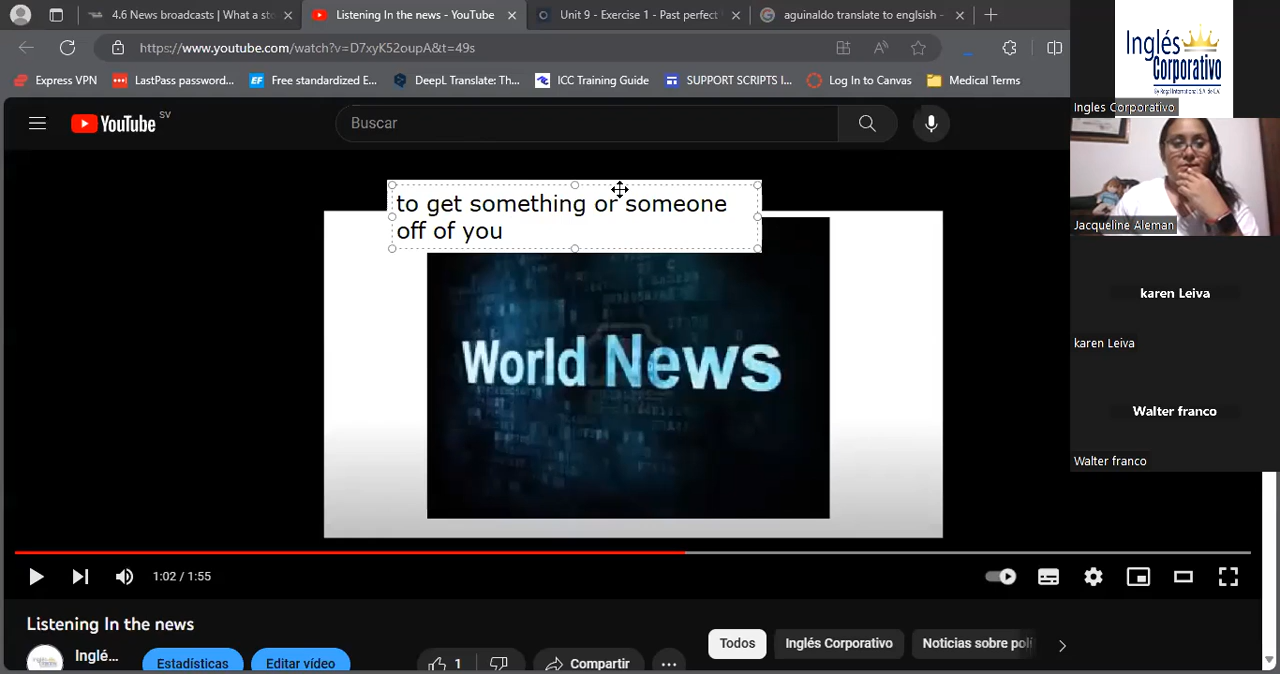 4.6 News broadcasts | What a sto
Listening In the news - YouTube
Unit 9 - Exercise 1 - Past perfect
aguinaldo translate to englsish -
https://www.youtube.com/watch?v=D7xyK52oupA&t=49s
Express VPN
LastPass password...
EF
Free standardized E...
DeepL Translate: Th...
ICC Training Guide
SUPPORT SCRIPTS I...
Log In to Canvas
Medical Terms
YouTube SV
Buscar
to get something or someone
off of you
World News
1:02 / 1:55
Listening In the news
Inglé...
Estadísticas
Editar vídeo
1
Compartir
Todos
Inglés Corporativo
Noticias sobre polí
Inglés
Corporativo
Ingles Corporativo
Jacqueline Aleman
karen Leiva
karen Leiva
Walter franco
Walter franco